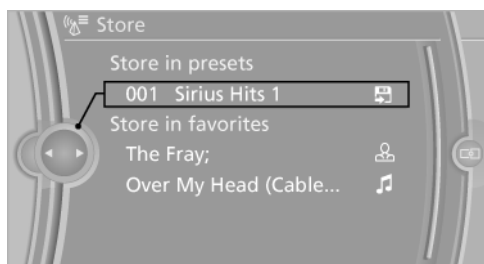 Store
Store in presets
001 Sirius Hits 1
Store in favorites
The Fray;
Over My Head (Cable...